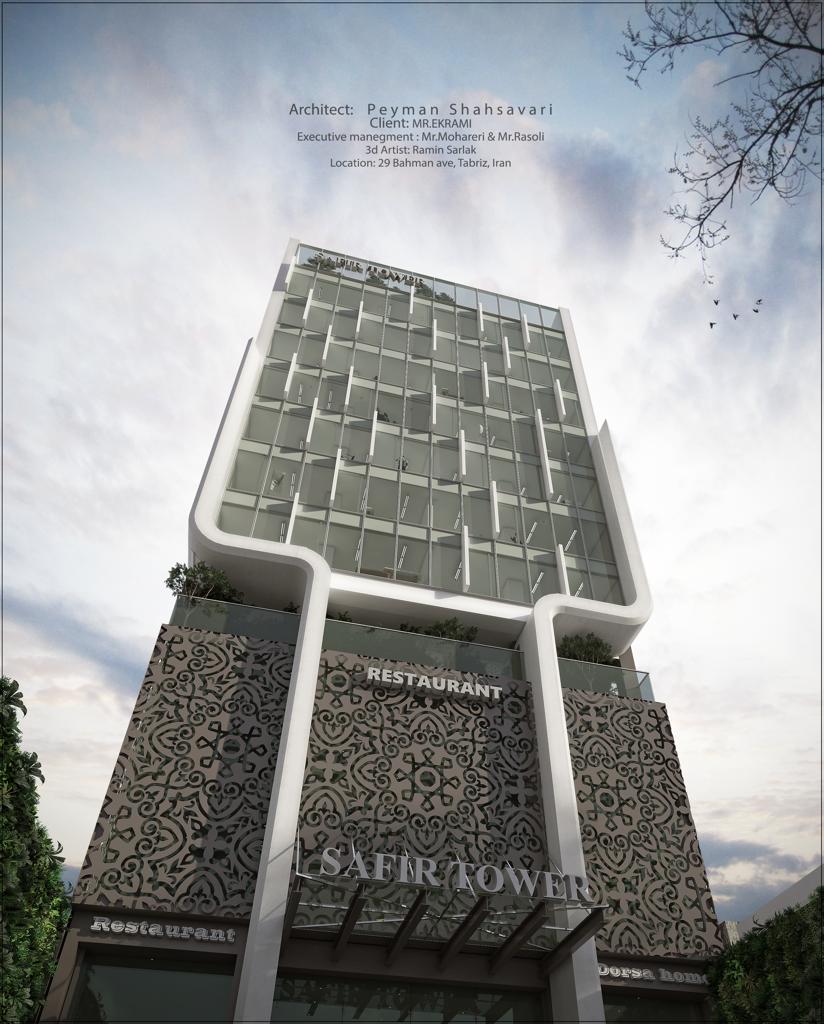 Architect: Peyman Shahsavari
Client: MR.EKRAMI
Executive manegment : Mr.Mohareri & Mr.Rasoli
3d Artist: Ramin Sarlak
Location: 29 Bahman ave, Tabriz, Iran
SAFIR TOWER
RESTAURANT
SAFIR TOWER
Restaurant
Dorsa home